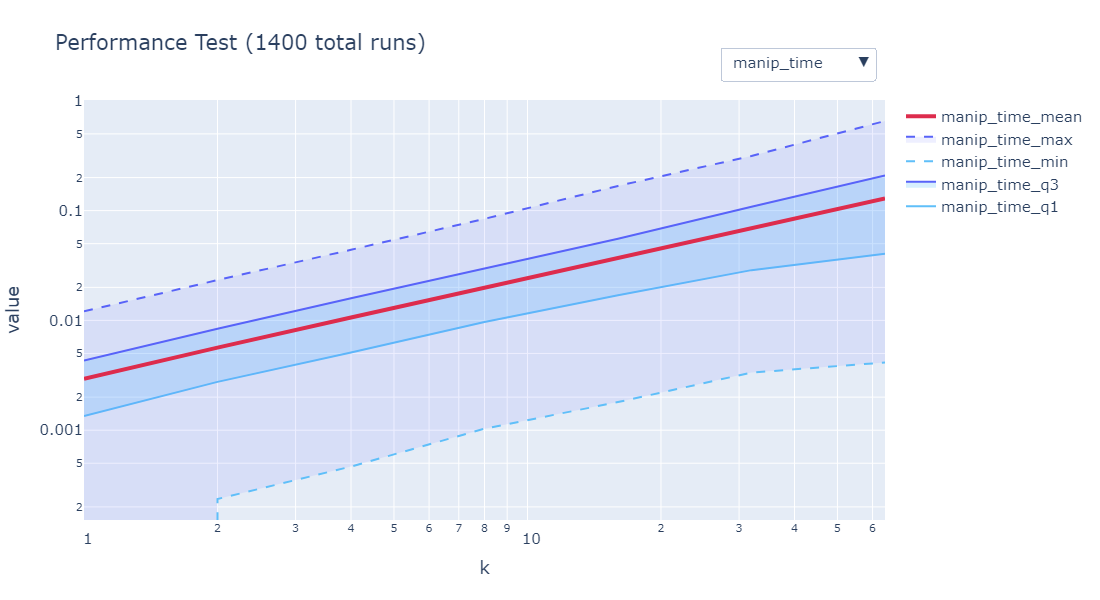 Performance Test (1400 total runs)
manip_time ▼
manip_time_mean
manip_time_max
manip_time_min
manip_time_q3
manip_time_q1
value
1
5
2
0.1
5
2
0.01
5
2
0.001
5
2
1 2 3 4 5 6 7 8 9 10 2 3 4 5 6
k